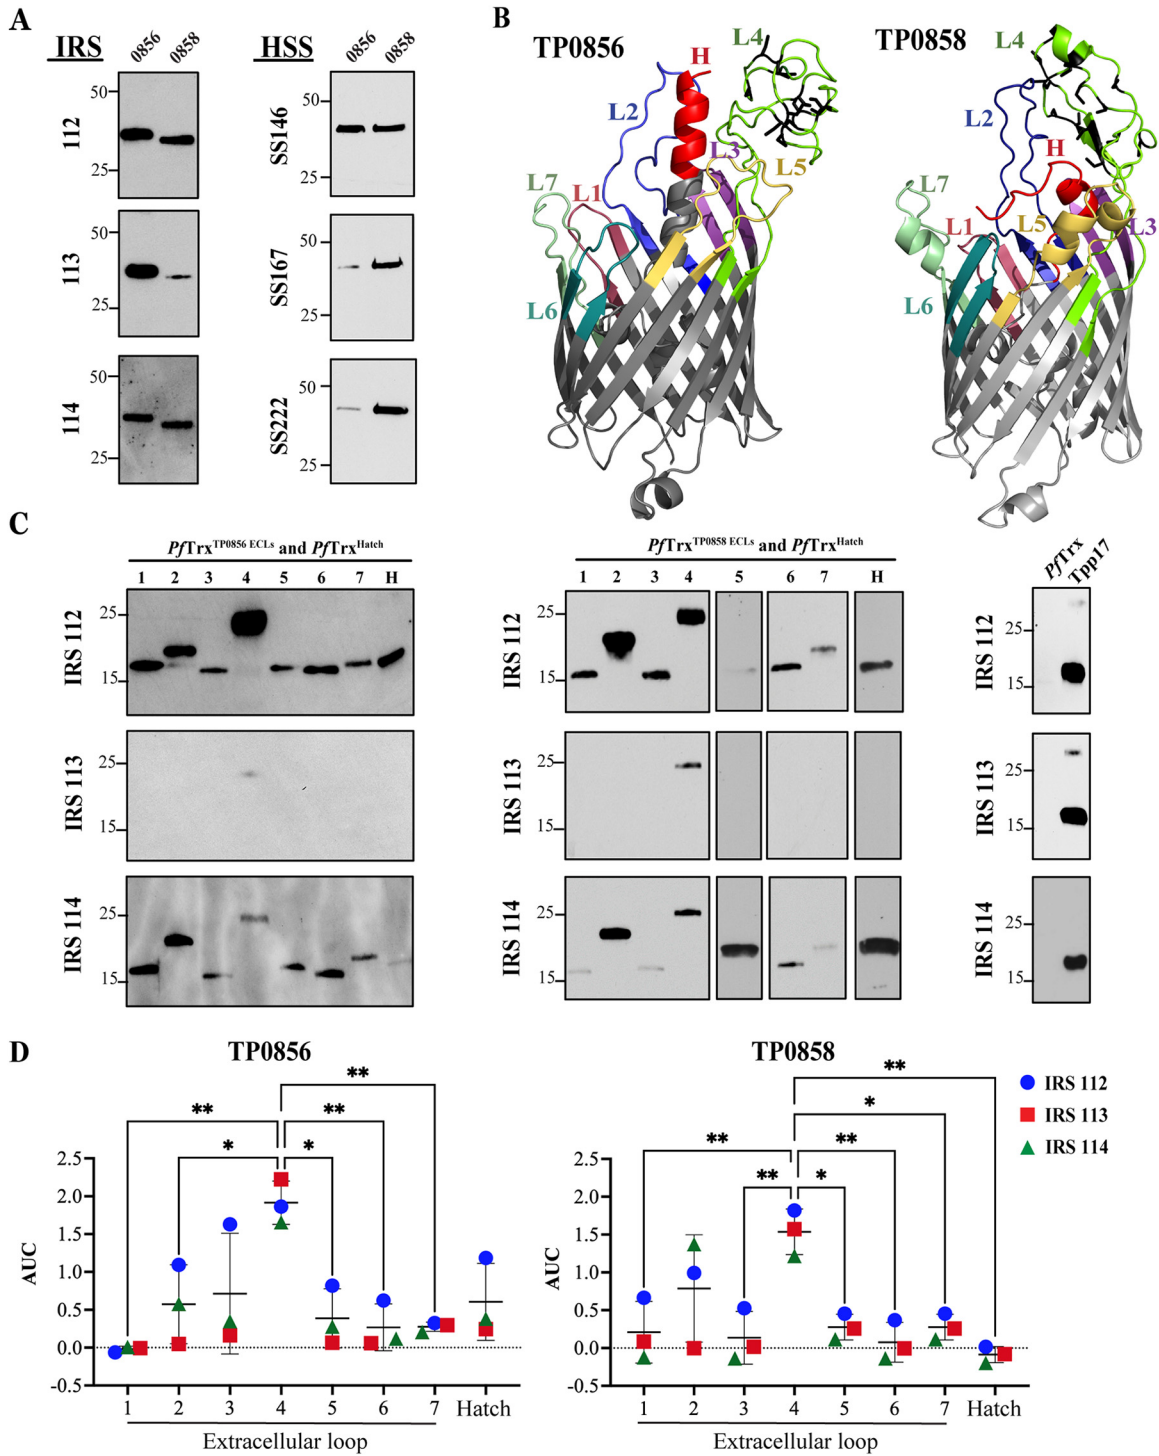 A
IRS
0856
0858
HSS
0856
0858
112
50
25
113
50
25
114
50
25
SS146
50
25
SS167
50
25
SS222
50
25
B
TP0856
H
L4
L2
L3
L5
L7
L1
L6
TP0858
L4
L2
H
L7
L1
L5
L3
L6
C
PfTrxTP0856 ECLs and PfTrxHatch
1 2 3 4 5 6 7 H
IRS 112
25
15
IRS 113
25
15
IRS 114
25
15
PfTrxTP0858 ECLs and PfTrxHatch
1 2 3 4 5 6 7 H
IRS 112
25
15
IRS 113
25
15
IRS 114
25
15
PfTrx
Tpp17
IRS 112
25
15
IRS 113
25
15
IRS 114
25
15
D
TP0856
**
** **
* *
AUC
2.5
2.0
1.5
1.0
0.5
0.0
-0.5
1 2 3 4 5 6 7 Hatch
Extracellular loop
TP0858
**
*
** **
** *
AUC
2.5
2.0
1.5
1.0
0.5
0.0
-0.5
1 2 3 4 5 6 7 Hatch
Extracellular loop
IRS 112
IRS 113
IRS 114